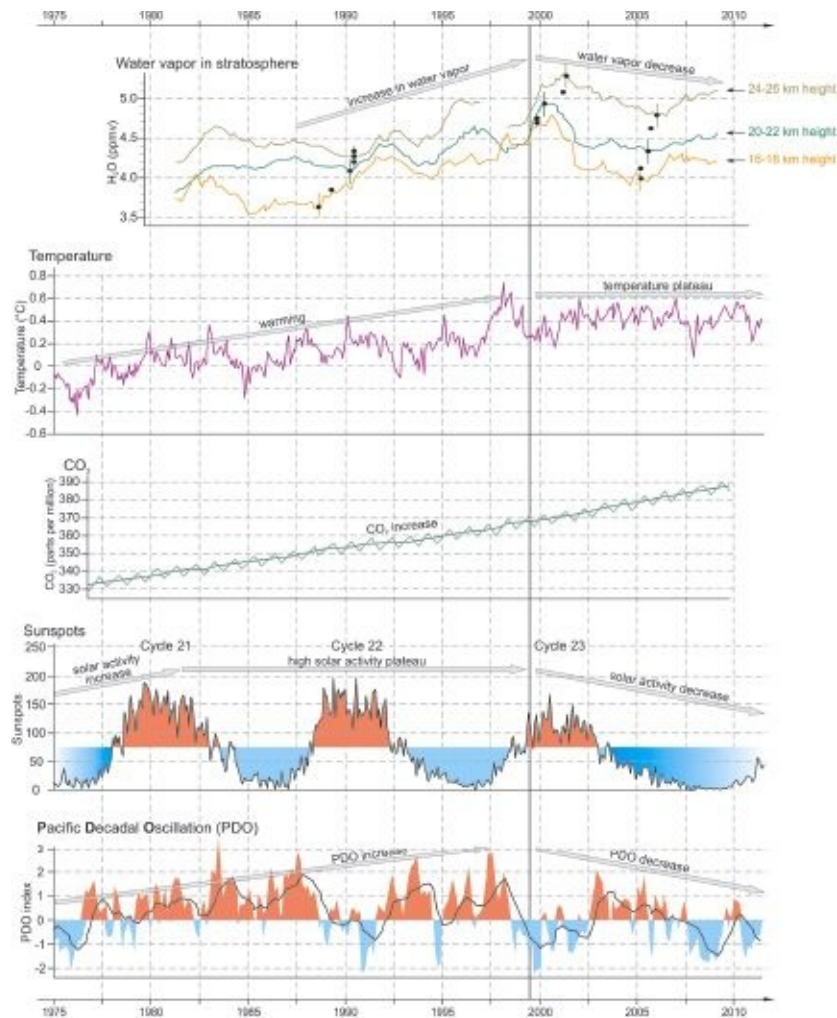 1975 1980 1985 1990 1995 2000 2005 2010
Water vapor in stratosphere
increase in water vapor
water vapor decrease
H₂O (ppmv)
5.0
4.5
4.0
3.5
24-26 km height
20-22 km height
16-18 km height
Temperature
Temperature (°C)
0.8
0.6
0.4
0.2
0
-0.2
-0.4
-0.6
warming
temperature plateau
CO₂
CO₂ (parts per million)
390
380
370
360
350
340
330
CO₂ increase
Sunspots
Sunspots
250
200
150
100
50
0
Cycle 21 Cycle 22 Cycle 23
solar activity
increase
high solar activity plateau
solar activity decrease
Pacific Decadal Oscillation (PDO)
PDO index
3
2
1
0
-1
-2
PDO increase
PDO decrease
1975 1980 1985 1990 1995 2000 2005 2010